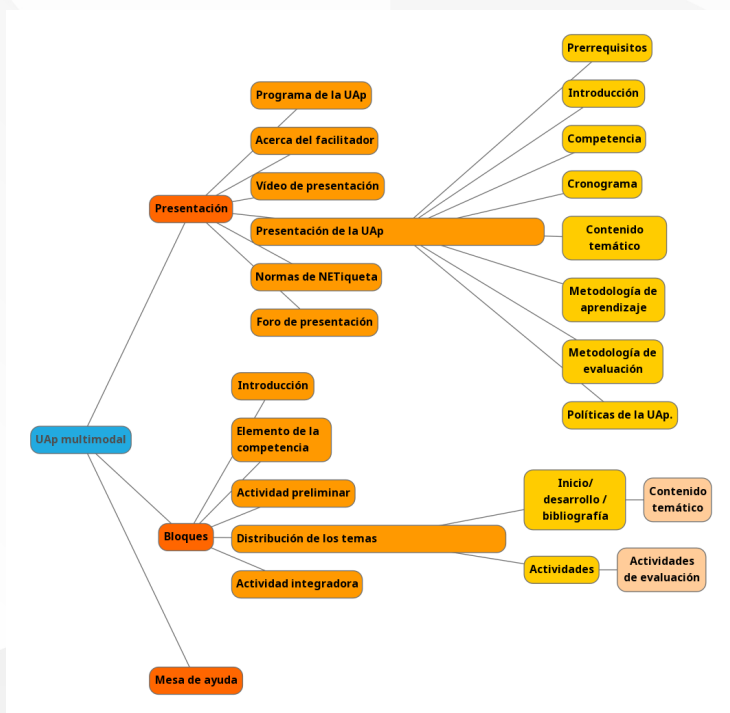 UAp multimodal
Presentación
Programa de la UAp
Acerca del facilitador
Vídeo de presentación
Presentación de la UAp
Prerrequisitos
Introducción
Competencia
Cronograma
Contenido
temático
Metodología de
aprendizaje
Metodología de
evaluación
Políticas de la UAp.
Normas de NETiqueta
Foro de presentación
Bloques
Introducción
Elemento de la
competencia
Actividad preliminar
Distribución de los temas
Inicio/
desarrollo /
bibliografía
Contenido
temático
Actividades
Actividades
de evaluación
Actividad integradora
Mesa de ayuda